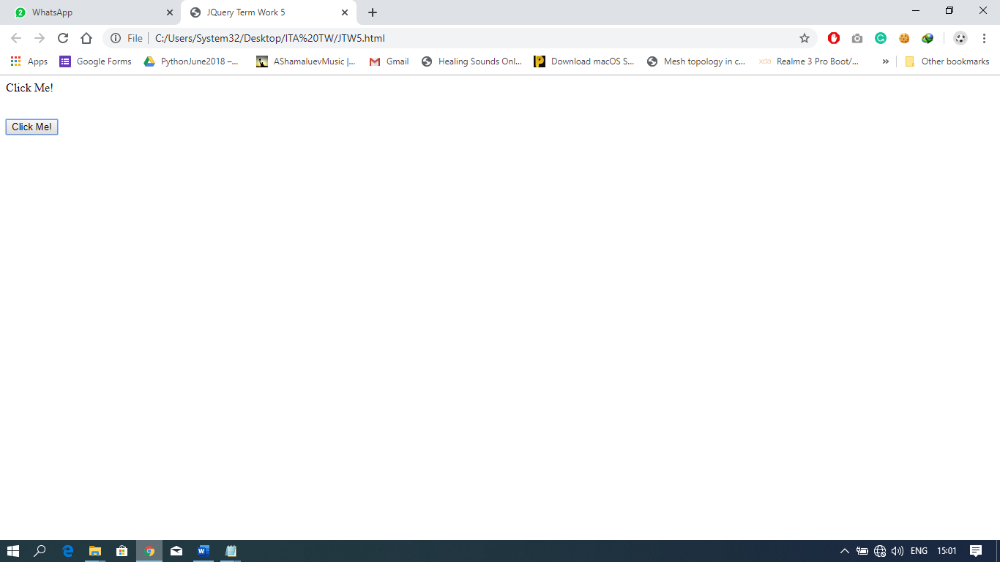 2 WhatsApp JQuery Term Work 5
File C:/Users/System32/Desktop/ITA%20TW/JTW5.html
Apps Google Forms PythonJune2018 –... AShamaluevMusic |... Gmail Healing Sounds Onl... Download macOS S... Mesh topology in c... xda Realme 3 Pro Boot/... » Other bookmarks
Click Me!
Click Me!
ENG 15:01